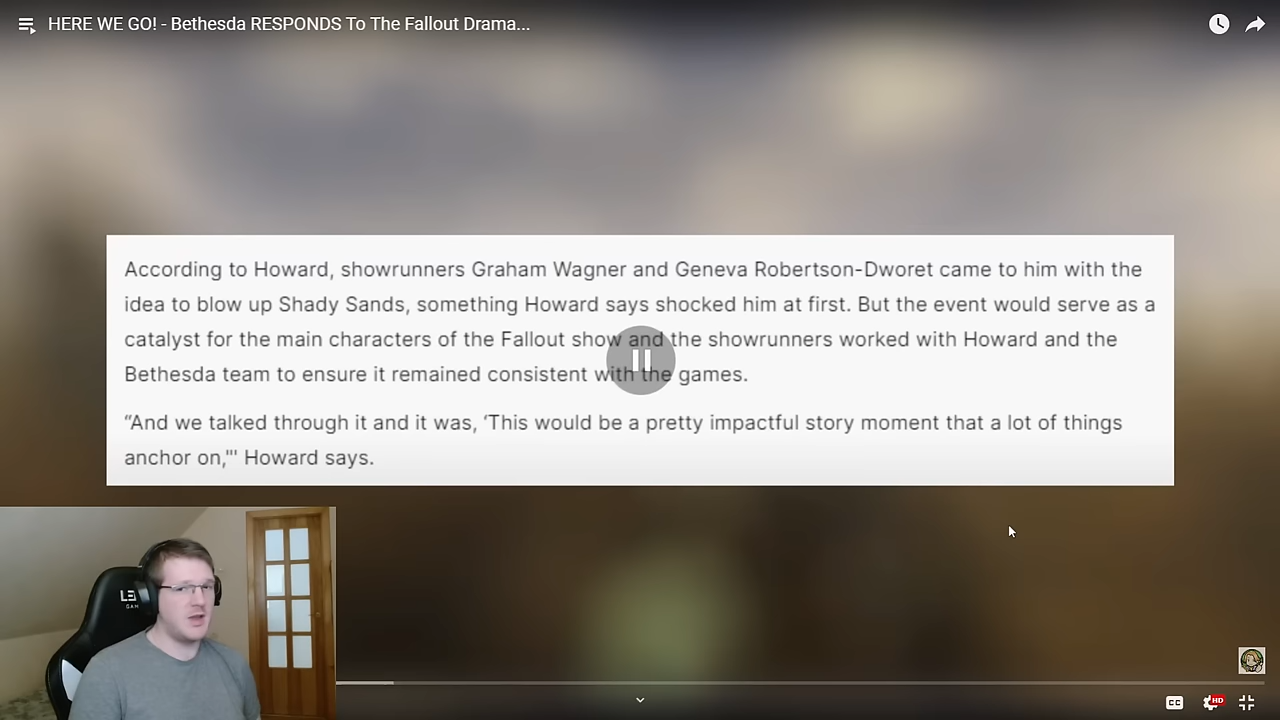 HERE WE GO! - Bethesda RESPONDS To The Fallout Drama...
According to Howard, showrunners Graham Wagner and Geneva Robertson-Dworet came to him with the
idea to blow up Shady Sands, something Howard says shocked him at first. But the event would serve as a
catalyst for the main characters of the Fallout show and the showrunners worked with Howard and the
Bethesda team to ensure it remained consistent with the games.
“And we talked through it and it was, ‘This would be a pretty impactful story moment that a lot of things
anchor on,"' Howard says.
GAM
CC
HD